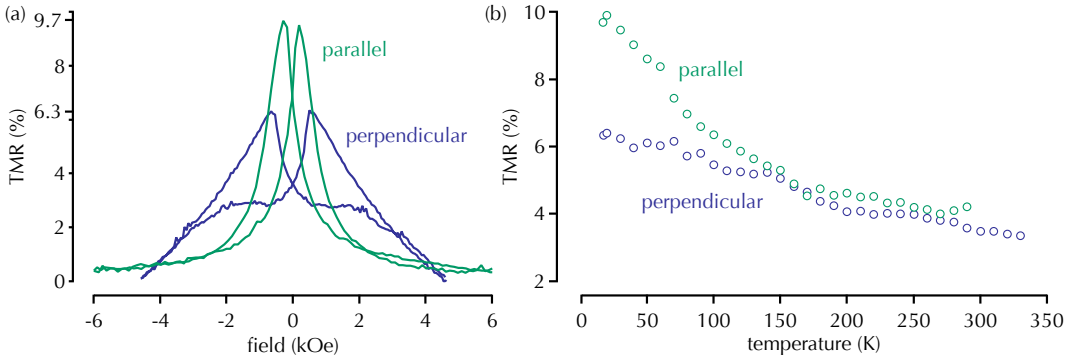 (a)
9.7
8
6.3
4
2
0
TMR (%)
parallel
perpendicular
-6 -4 -2 0 2 4 6
field (kOe)
(b)
10
8
6
4
2
TMR (%)
parallel
perpendicular
0 50 100 150 200 250 300 350
temperature (K)